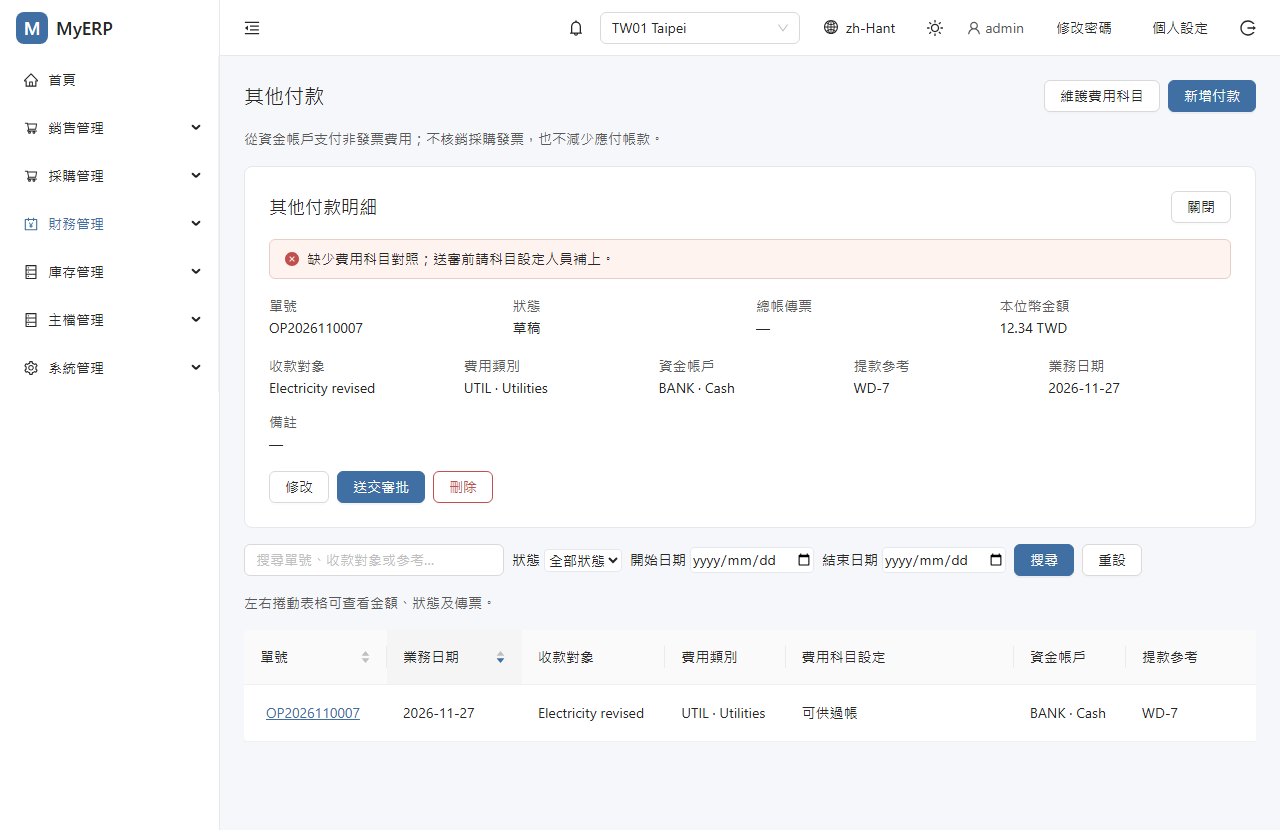 M MyERP
TW01 Taipei
zh-Hant
admin
修改密碼
個人設定
首頁
銷售管理
採購管理
財務管理
庫存管理
主檔管理
系統管理
其他付款
維護費用科目
新增付款
從資金帳戶支付非發票費用；不核銷採購發票，也不減少應付帳款。
其他付款明細
關閉
缺少費用科目對照；送審前請科目設定人員補上。
單號 狀態 總帳傳票 本位幣金額
OP2026110007 草稿 — 12.34 TWD
收款對象 費用類別 資金帳戶 提款參考 業務日期
Electricity revised UTIL · Utilities BANK · Cash WD-7 2026-11-27
備註
—
修改 送交審批 刪除
搜尋單號、收款對象或參考... 狀態 全部狀態 開始日期 yyyy/mm/dd 結束日期 yyyy/mm/dd 搜尋 重設
左右捲動表格可查看金額、狀態及傳票。
單號 業務日期 收款對象 費用類別 費用科目設定 資金帳戶 提款參考
OP2026110007 2026-11-27 Electricity revised UTIL · Utilities 可供過帳 BANK · Cash WD-7